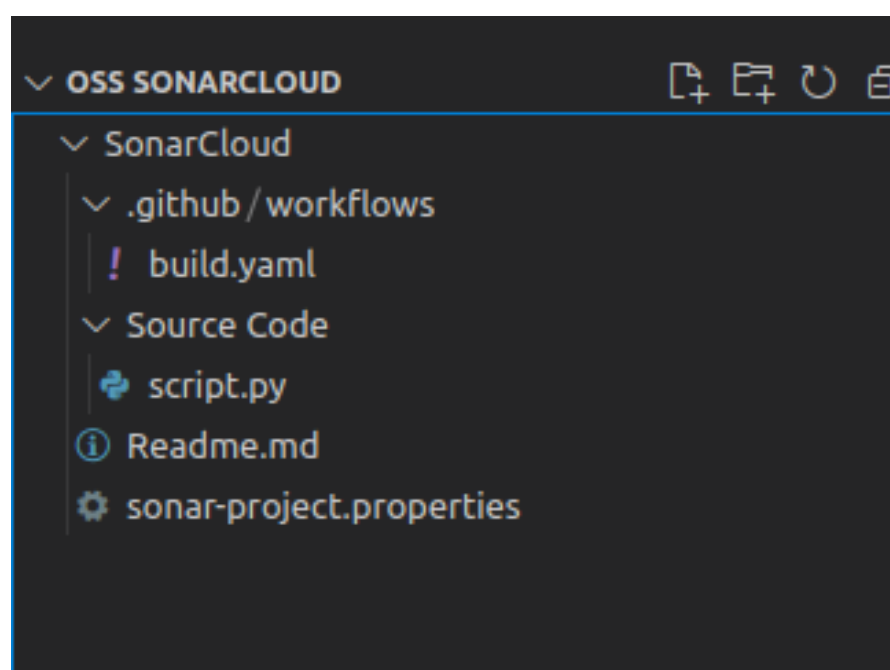 OSS SONARCLOUD
SonarCloud
.github / workflows
! build.yaml
Source Code
script.py
Readme.md
sonar-project.properties